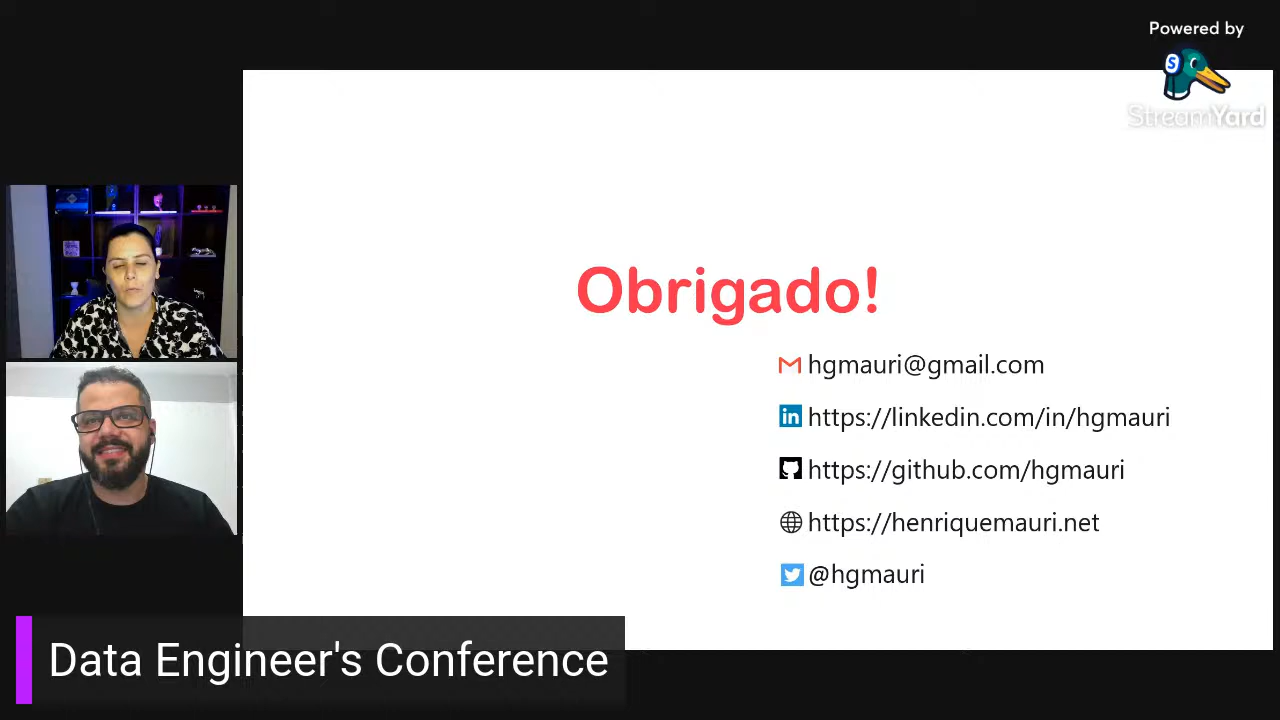 Powered by
StreamYard
Obrigado!
hgmauri@gmail.com
https://linkedin.com/in/hgmauri
https://github.com/hgmauri
https://henriquemauri.net
@hgmauri
Data Engineer's Conference